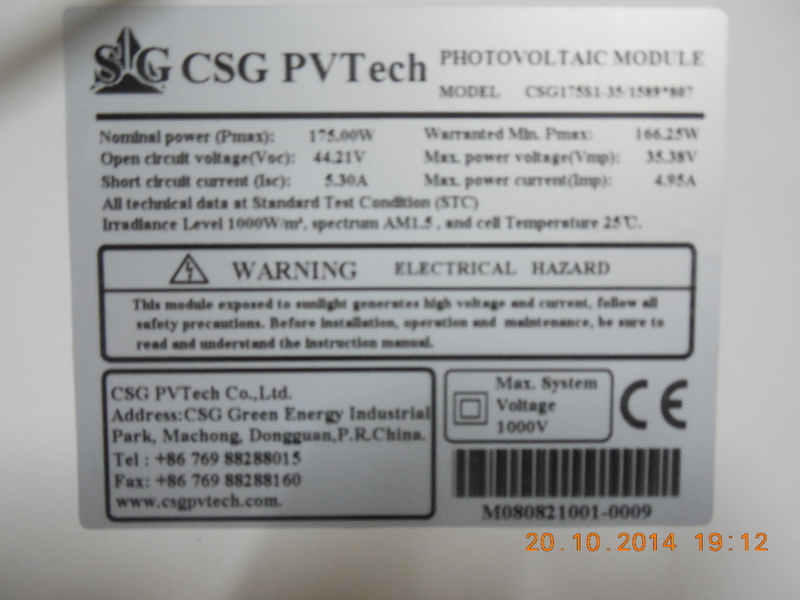 SG CSG PVTech
PHOTOVOLTAIC MODULE
MODEL CSG175S1-35/1589*807
Nominal power (Pmax): 175.00W Warranted Min. Pmax: 166.25W
Open circuit voltage(Voc): 44.21V Max. power voltage(Vmp): 35.38V
Short circuit current (Isc): 5.30A Max. power current(Imp): 4.95A
All technical data at Standard Test Condition (STC)
Irradiance Level 1000W/m², spectrum AM1.5 , and cell Temperature 25℃.
WARNING ELECTRICAL HAZARD
This module exposed to sunlight generates high voltage and current, follow all
safety precautions. Before installation, operation and maintenance, be sure to
read and understand the instruction manual.
CSG PVTech Co.,Ltd.
Address:CSG Green Energy Industrial
Park, Machong, Dongguan,P.R.China.
Tel : +86 769 88288015
Fax: +86 769 88288160
www.csgpvtech.com.
Max. System
Voltage
1000V
CE
M080821001-0009
20.10.2014 19:12